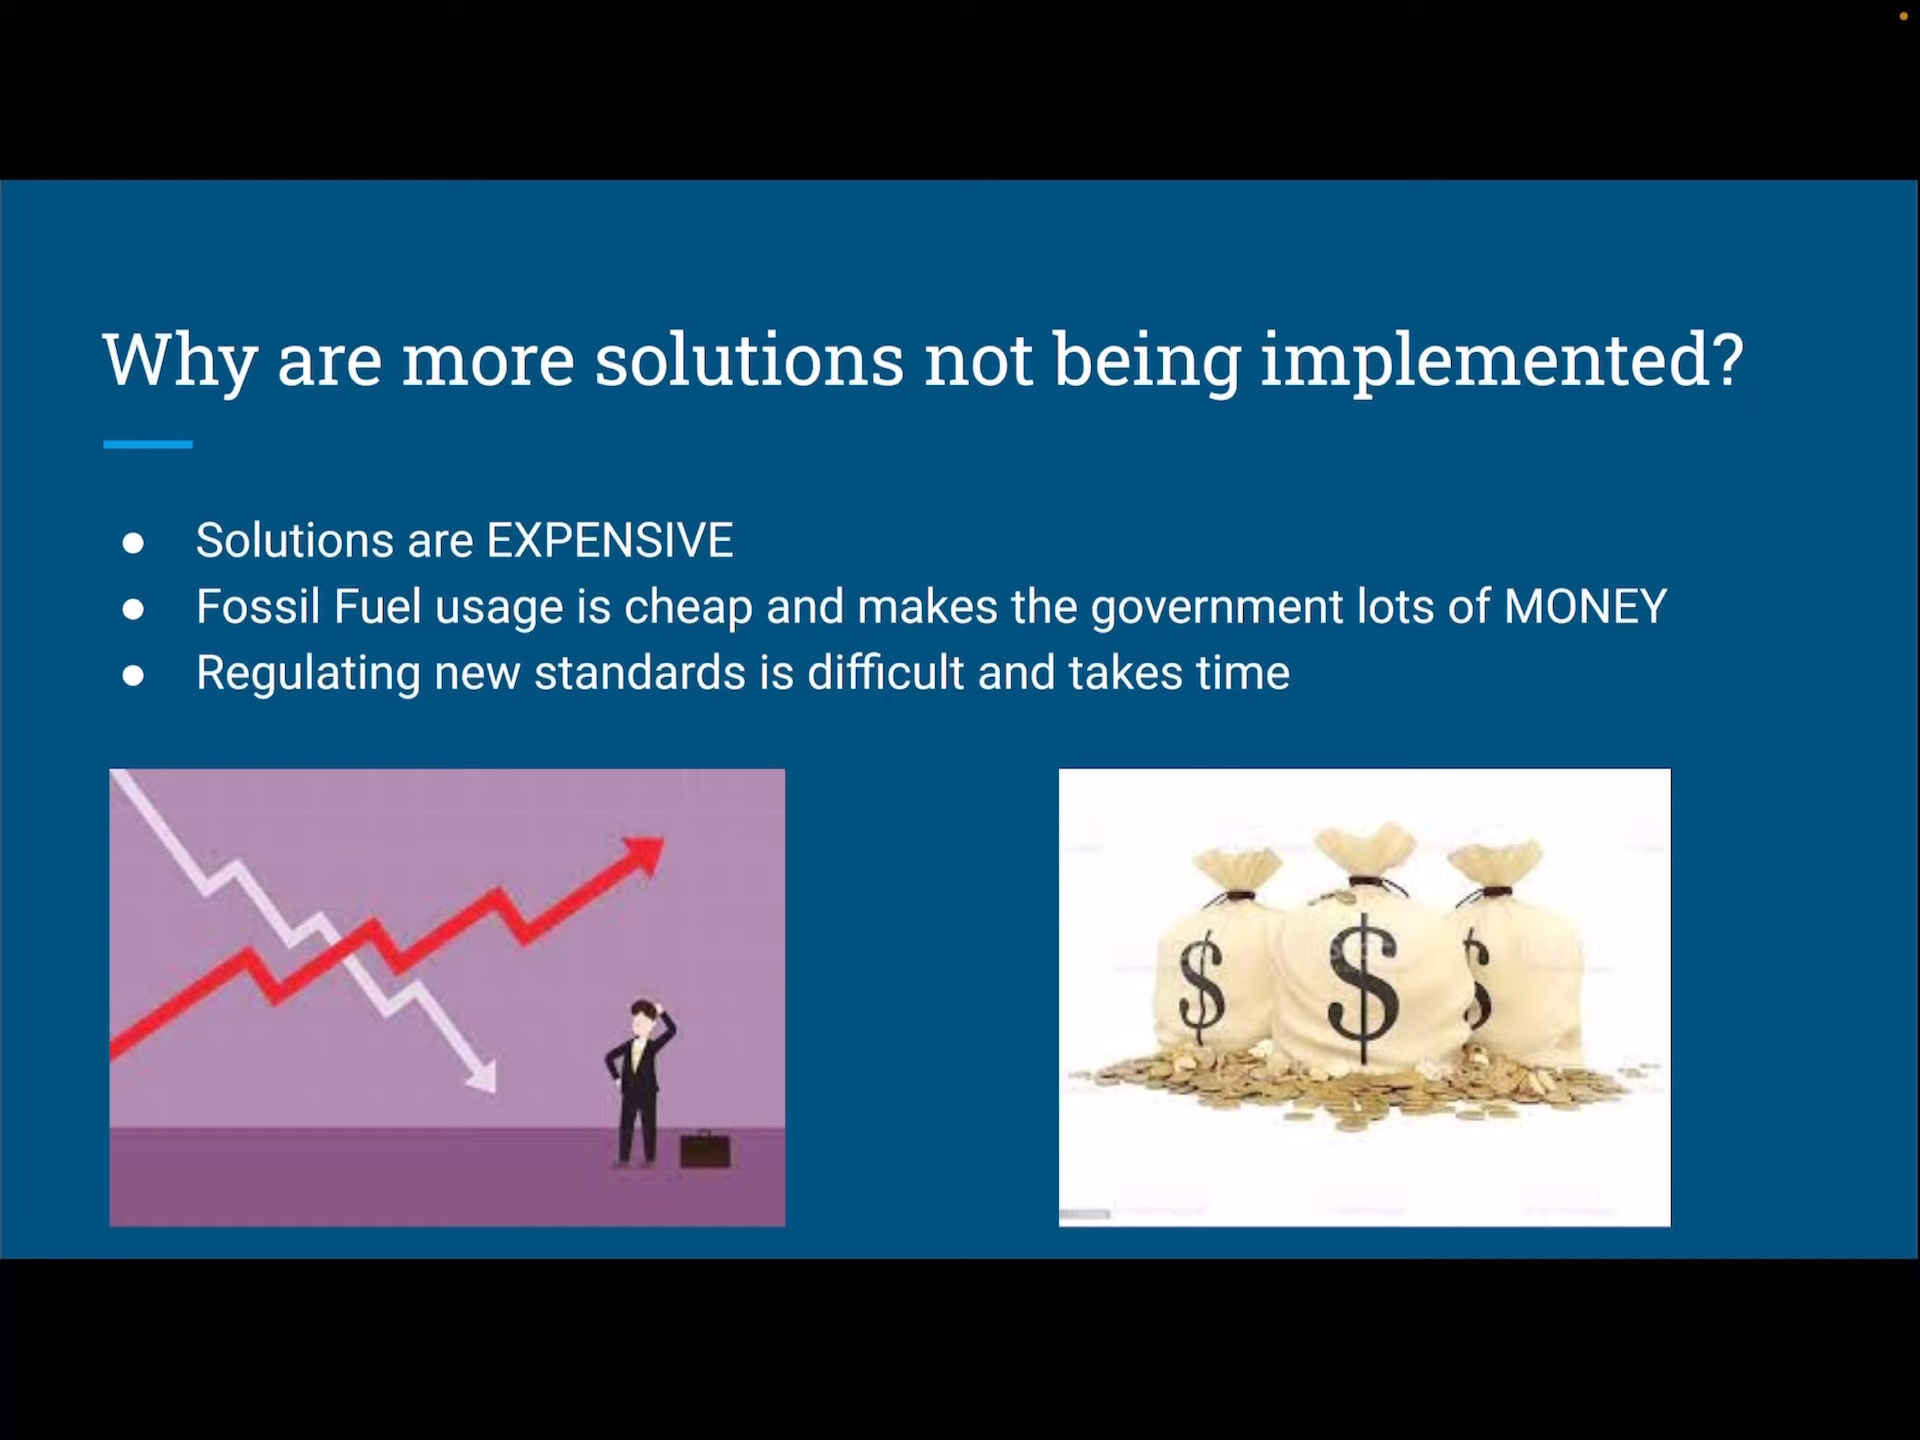 Why are more solutions not being implemented?
● Solutions are EXPENSIVE
● Fossil Fuel usage is cheap and makes the government lots of MONEY
● Regulating new standards is difficult and takes time
$ $ $